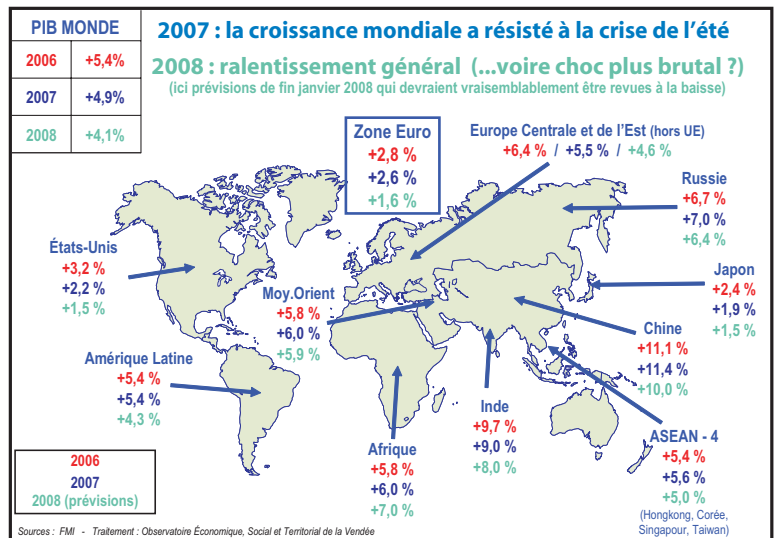 PIB MONDE
2006 +5,4%
2007 +4,9%
2008 +4,1%
2007 : la croissance mondiale a résisté à la crise de l'été
2008 : ralentissement général (...voire choc plus brutal ?)
(ici prévisions de fin janvier 2008 qui devraient vraisemblablement être revues à la baisse)
Zone Euro
+2,8 %
+2,6 %
+1,6 %
Europe Centrale et de l'Est (hors UE)
+6,4 % / +5,5 % / +4,6 %
Russie
+6,7 %
+7,0 %
+6,4 %
États-Unis
+3,2 %
+2,2 %
+1,5 %
Moy.Orient
+5,8 %
+6,0 %
+5,9 %
Japon
+2,4 %
+1,9 %
+1,5 %
Chine
+11,1 %
+11,4 %
+10,0 %
Amérique Latine
+5,4 %
+5,4 %
+4,3 %
Inde
+9,7 %
+9,0 %
+8,0 %
Afrique
+5,8 %
+6,0 %
+7,0 %
ASEAN - 4
+5,4 %
+5,6 %
+5,0 %
(Hongkong, Corée,
Singapour, Taiwan)
2006
2007
2008 (prévisions)
Sources : FMI - Traitement : Observatoire Économique, Social et Territorial de la Vendée